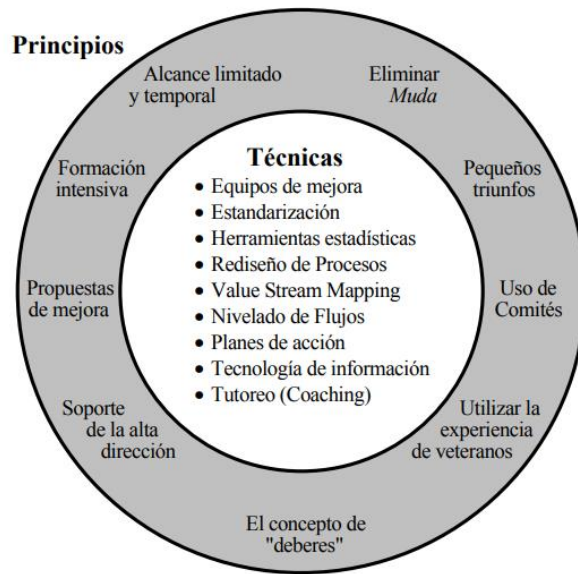 Principios
Alcance limitado
y temporal
Eliminar
Muda
Formación
intensiva
Pequeños
triunfos
Propuestas
de mejora
Uso de
Comités
Soporte
de la alta
dirección
Utilizar la
experiencia
de veteranos
El concepto de
"deberes"
Técnicas
• Equipos de mejora
• Estandarización
• Herramientas estadísticas
• Rediseño de Procesos
• Value Stream Mapping
• Nivelado de Flujos
• Planes de acción
• Tecnología de información
• Tutoreo (Coaching)